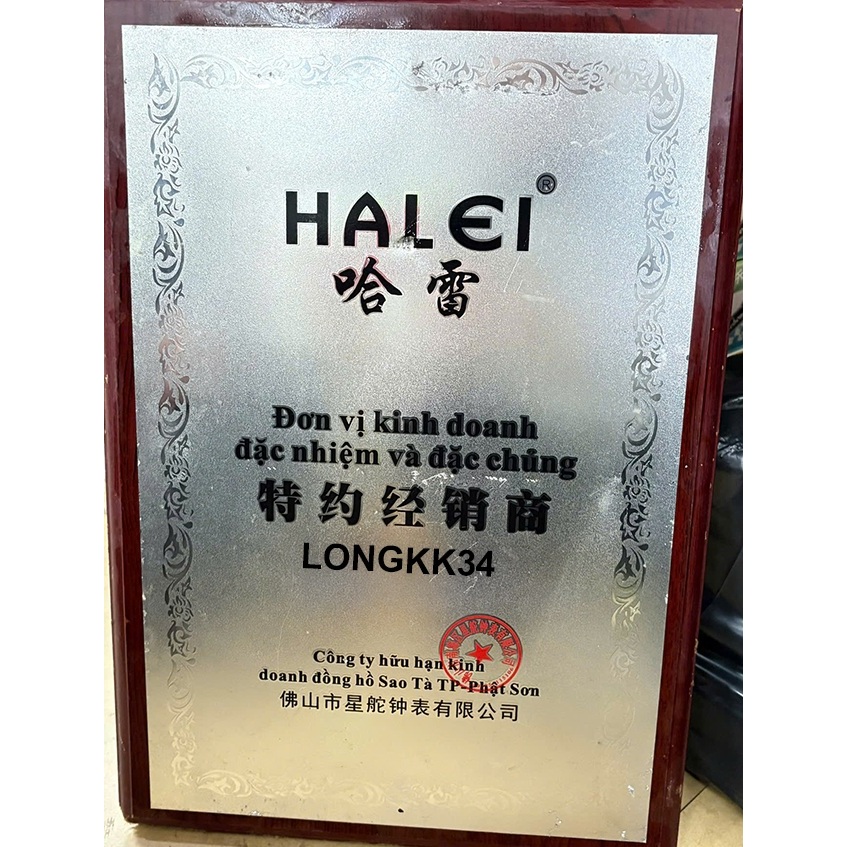 HALEI®
哈雷
Đơn vị kinh doanh
đặc nhiệm và đặc chủng
特约经销商
LONGKK34
Công ty hữu hạn kinh
doanh đồng hồ Sao Tà TP-Phật Sơn
佛山市星舵钟表有限公司